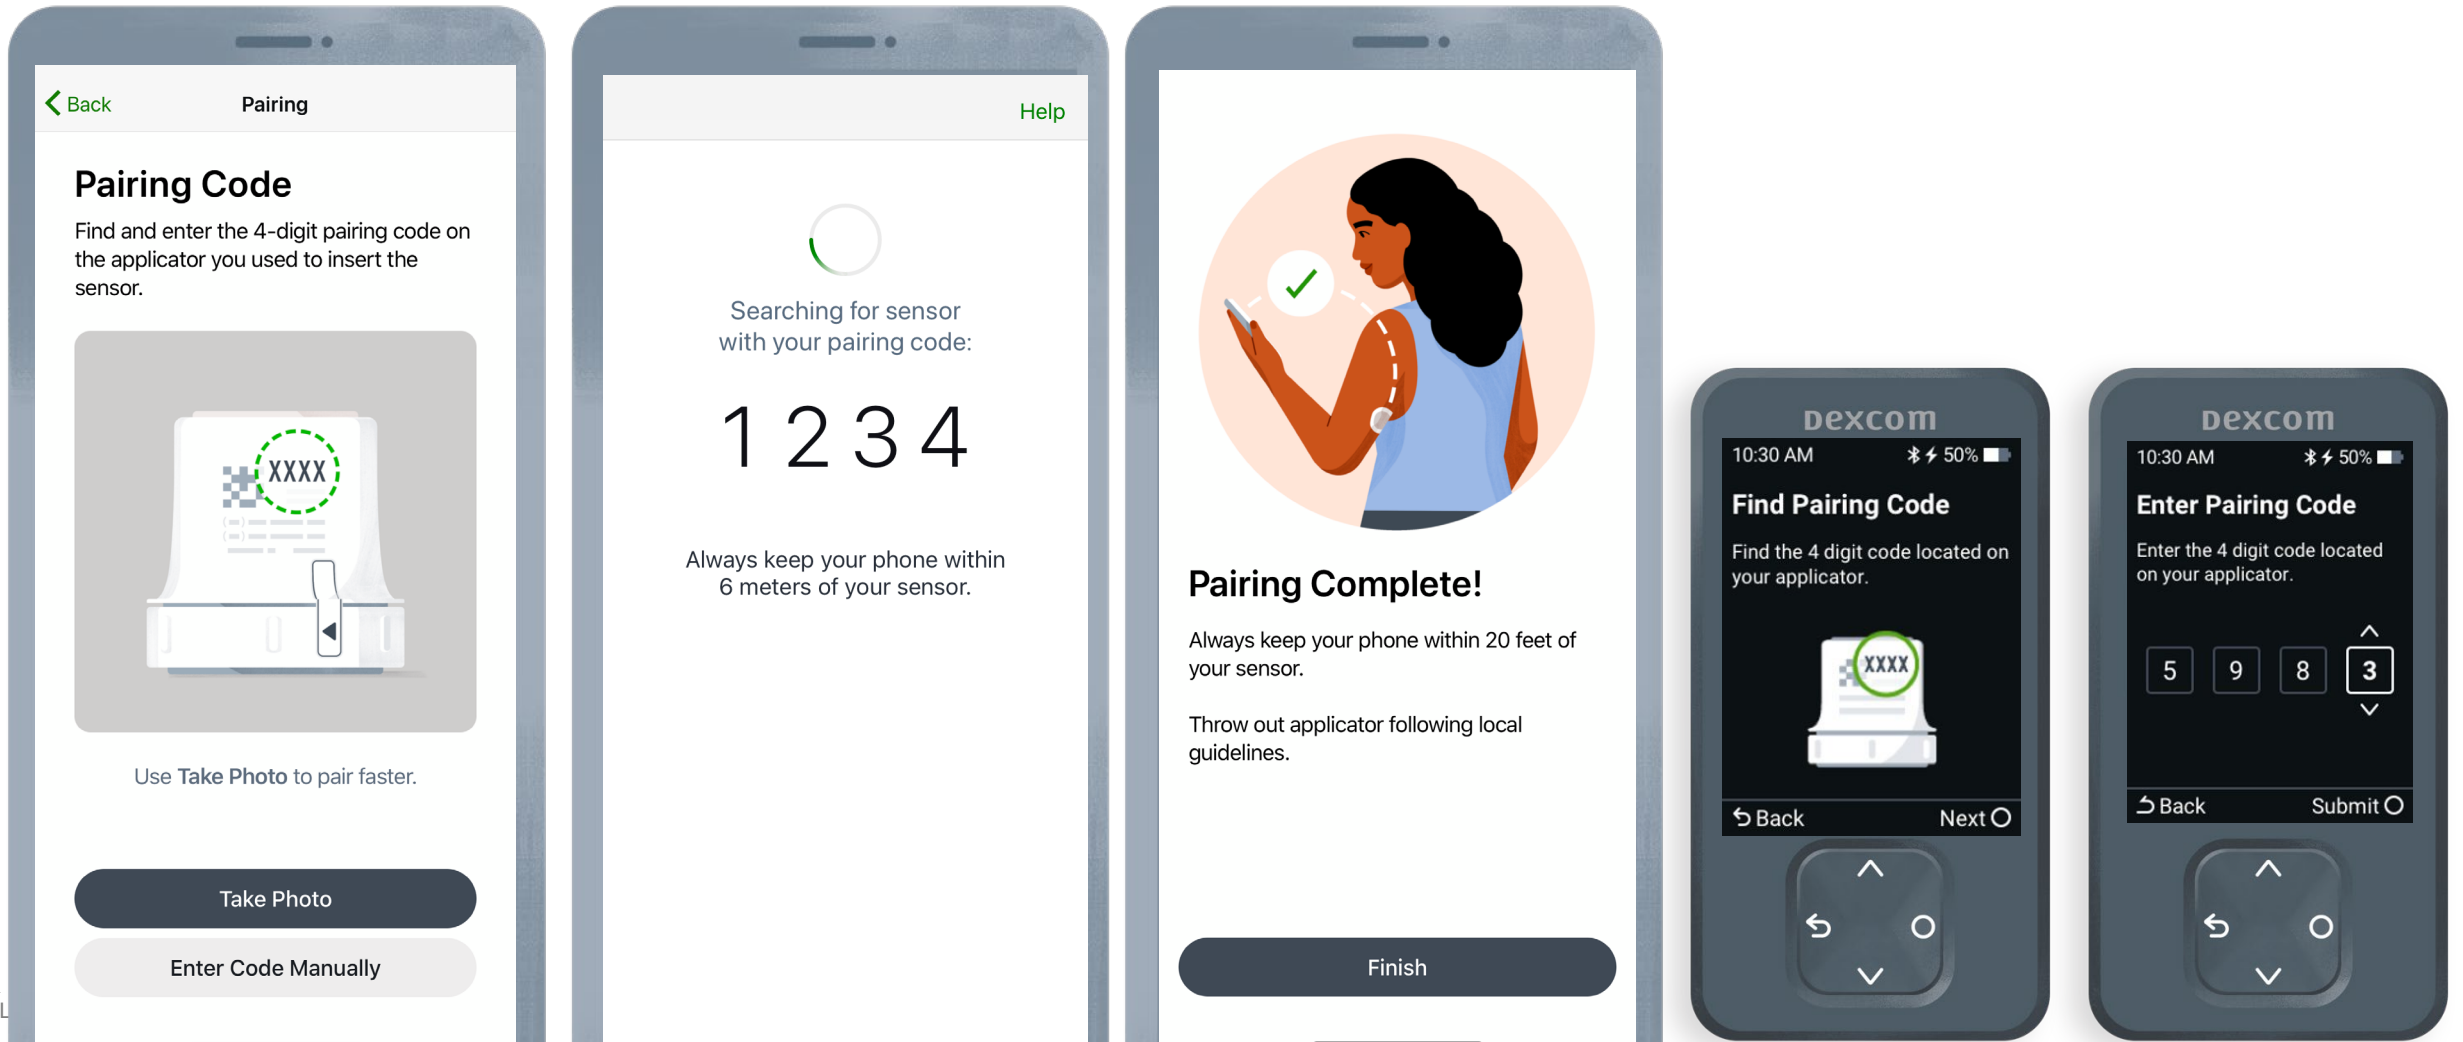 Back
Pairing
Pairing Code
Find and enter the 4-digit pairing code on
the applicator you used to insert the
sensor.
XXXX
Use Take Photo to pair faster.
Take Photo
Enter Code Manually
L
Help
Searching for sensor
with your pairing code:
1 2 3 4
Always keep your phone within
6 meters of your sensor.
Pairing Complete!
Always keep your phone within 20 feet of
your sensor.
Throw out applicator following local
guidelines.
Finish
Dexcom
10:30 AM 50%
Find Pairing Code
Find the 4 digit code located on
your applicator.
XXXX
Back Next
Dexcom
10:30 AM 50%
Enter Pairing Code
Enter the 4 digit code located
on your applicator.
5 9 8 3
Back Submit